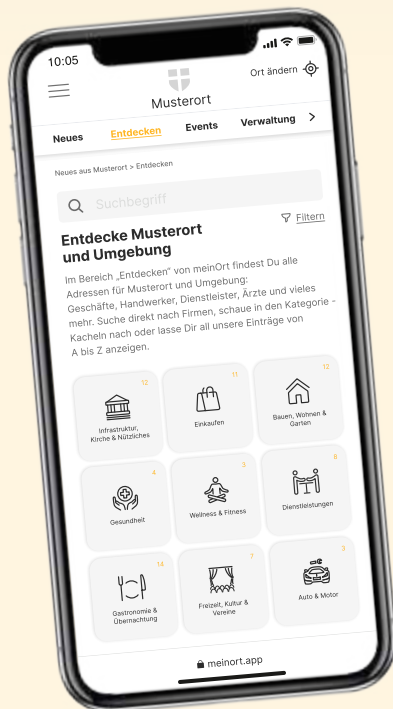 10:05
Ort ändern
Musterort
Neues Entdecken Events Verwaltung >
Neues aus Musterort > Entdecken
Suchbegriff
Filtern
Entdecke Musterort
und Umgebung
Im Bereich „Entdecken" von meinOrt findest Du alle
Adressen für Musterort und Umgebung:
Geschäfte, Handwerker, Dienstleister, Ärzte und vieles
mehr. Suche direkt nach Firmen, schaue in den Kategorie -
Kacheln nach oder lasse Dir all unsere Einträge von
A bis Z anzeigen.
12
Infrastruktur,
Kirche & Nützliches
11
Einkaufen
12
Bauen, Wohnen &
Garten
4
Gesundheit
3
Wellness & Fitness
8
Dienstleistungen
14
Gastronomie &
Übernachtung
7
Freizeit, Kultur &
Vereine
3
Auto & Motor
meinort.app